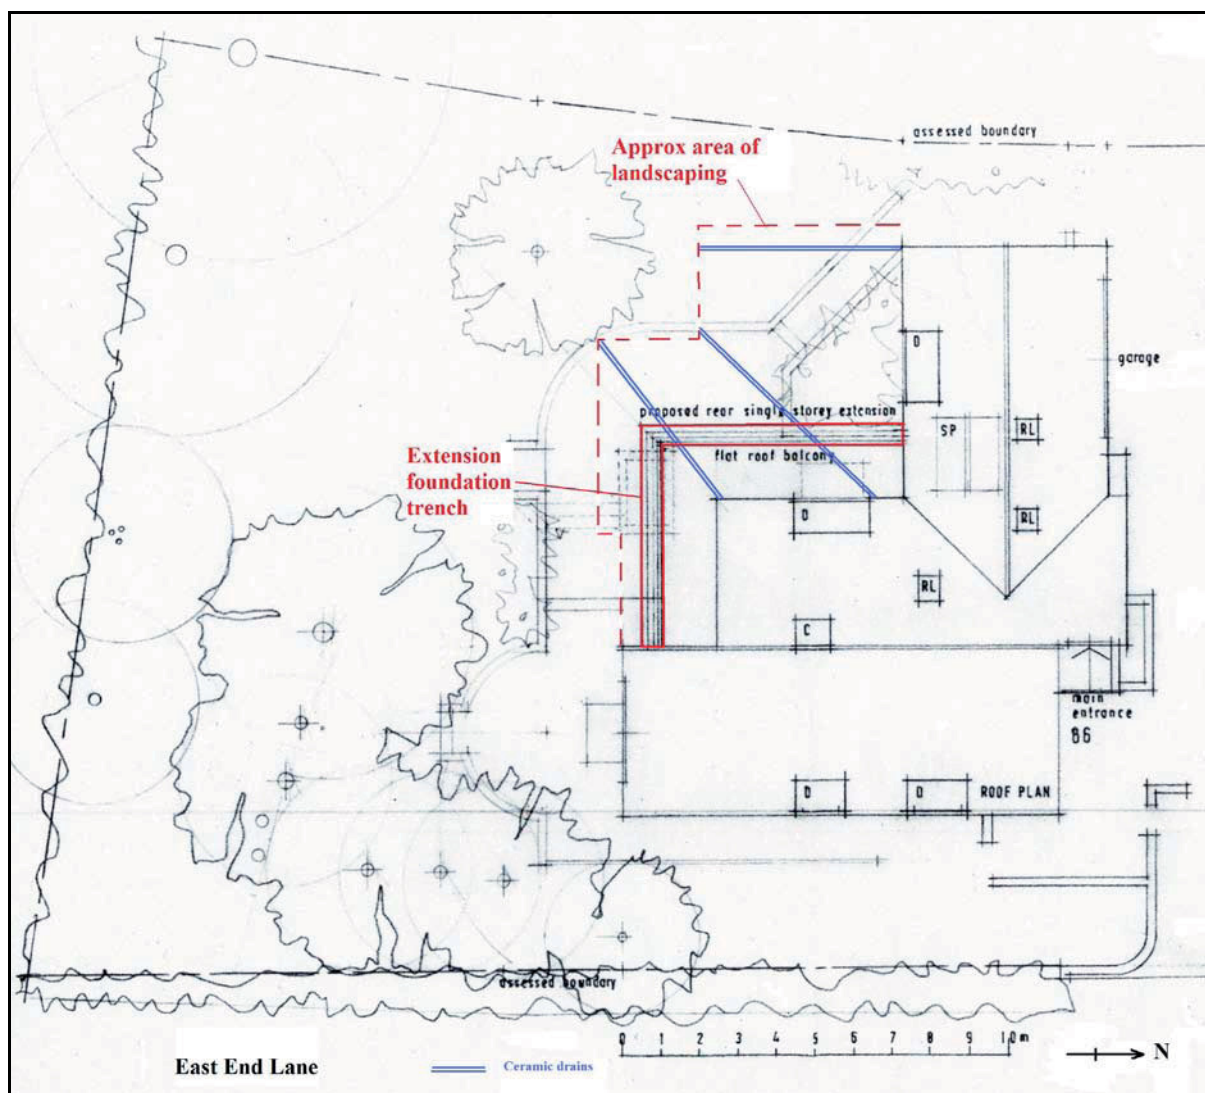 assessed boundary
Approx area of
landscaping
D
garage
proposed rear single storey extension
SP
RL
flat roof balcony
Extension
foundation
trench
D
RL
RL
C
main
entrance
86
D
D
ROOF PLAN
assessed boundary
0 1 2 3 4 5 6 7 8 9 10m
N
East End Lane
Ceramic drains